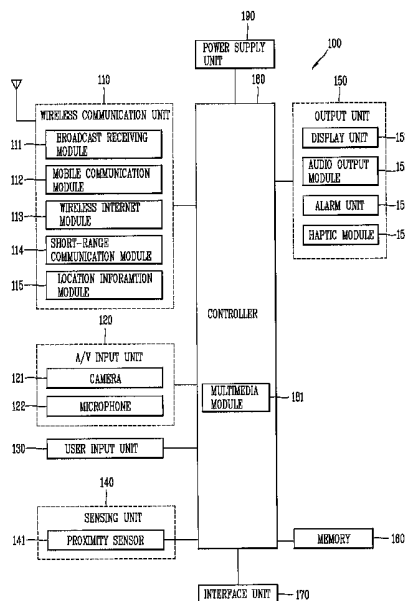 190
POWER SUPPLY
UNIT
100
110
180
150
WIRELESS COMMUNICATION UNIT
111
BROADCAST RECEIVING
MODULE
112
MOBILE COMMUNICATION
MODULE
113
WIRELESS INTERNET
MODULE
114
SHORT-RANGE
COMMUNICATION MODULE
115
LOCATION INFORAMTION
MODULE
OUTPUT UNIT
DISPLAY UNIT
15
AUDIO OUTPUT
MODULE
15
ALARM UNIT
15
HAPTIC MODULE
15
CONTROLLER
120
A/V INPUT UNIT
121
CAMERA
122
MICROPHONE
MULTIMEDIA
MODULE
181
130
USER INPUT UNIT
140
SENSING UNIT
141
PROXIMITY SENSOR
MEMORY
160
INTERFACE UNIT
170